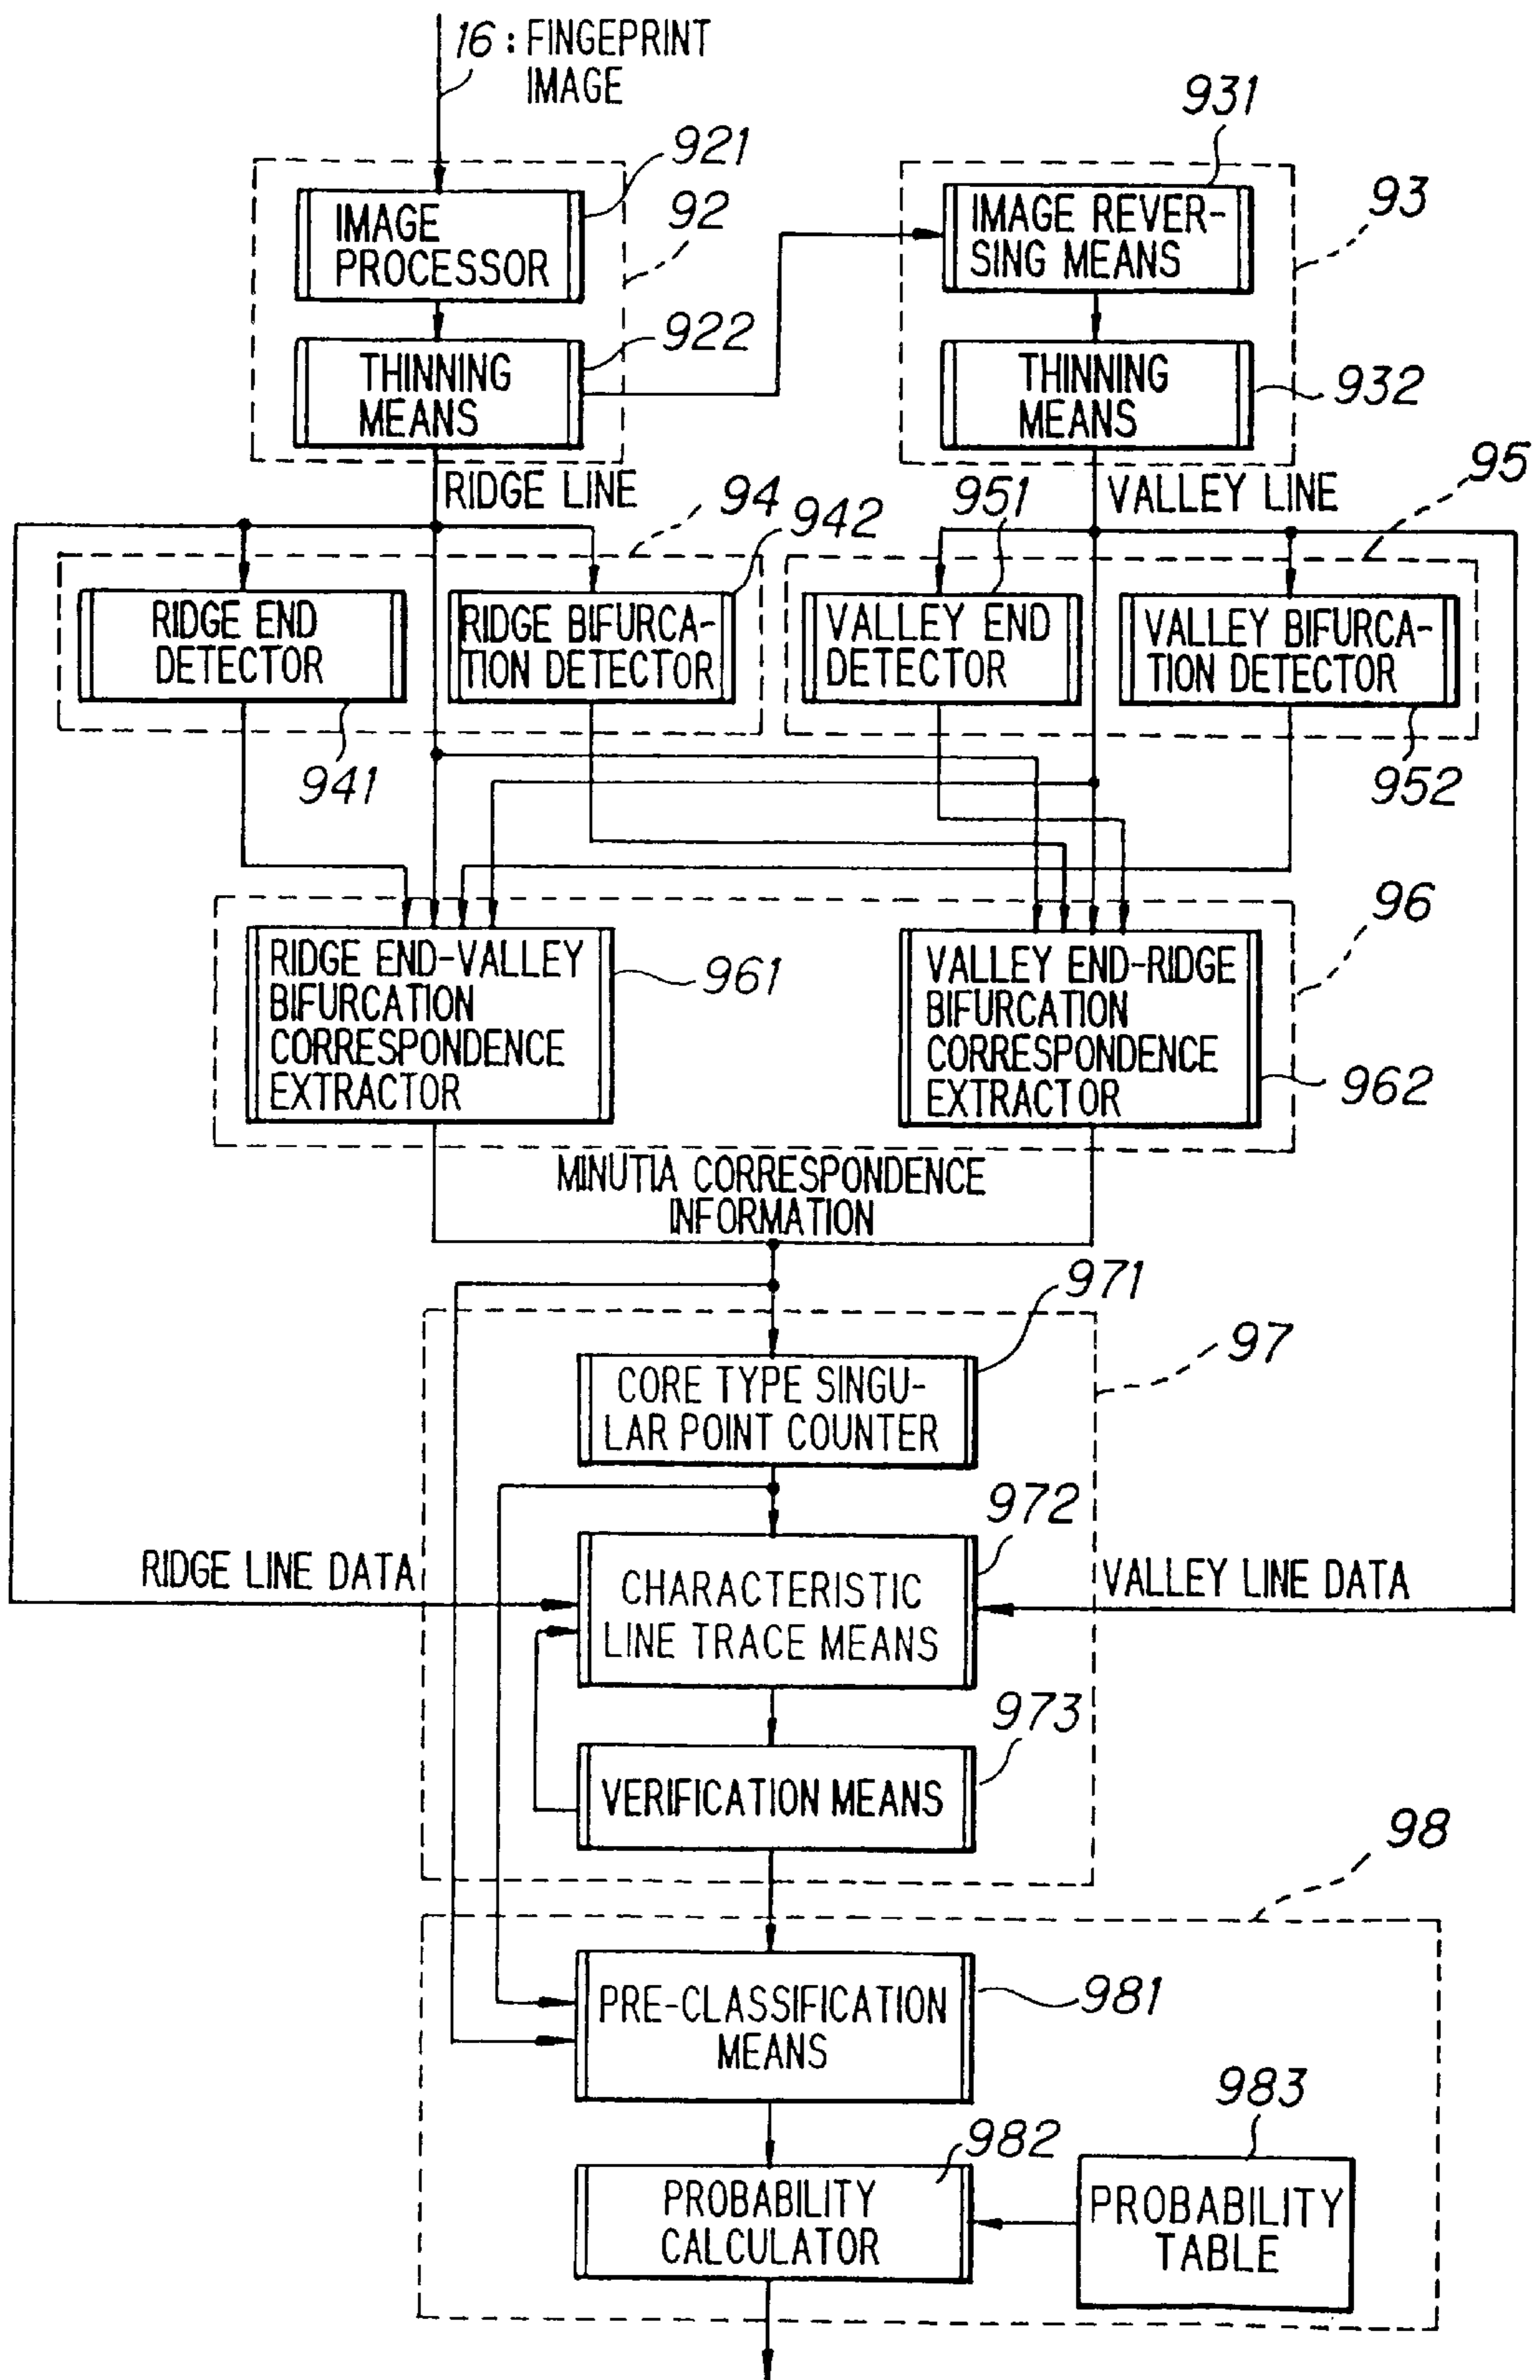 16 : FINGEPRINT
IMAGE
921
92
931
93
IMAGE
PROCESSOR
IMAGE REVER-
SING MEANS
922
THINNING
MEANS
THINNING
MEANS
932
RIDGE LINE
94
942
951
VALLEY LINE
95
RIDGE END
DETECTOR
RIDGE BIFURCA-
TION DETECTOR
VALLEY END
DETECTOR
VALLEY BIFURCA-
TION DETECTOR
941
952
96
RIDGE END-VALLEY
BIFURCATION
CORRESPONDENCE
EXTRACTOR
961
VALLEY END-RIDGE
BIFURCATION
CORRESPONDENCE
EXTRACTOR
962
MINUTIA CORRESPONDENCE
INFORMATION
971
97
CORE TYPE SINGU-
LAR POINT COUNTER
972
RIDGE LINE DATA
CHARACTERISTIC
LINE TRACE MEANS
VALLEY LINE DATA
973
VERIFICATION MEANS
98
PRE-CLASSIFICATION
MEANS
981
982
983
PROBABILITY
CALCULATOR
PROBABILITY
TABLE